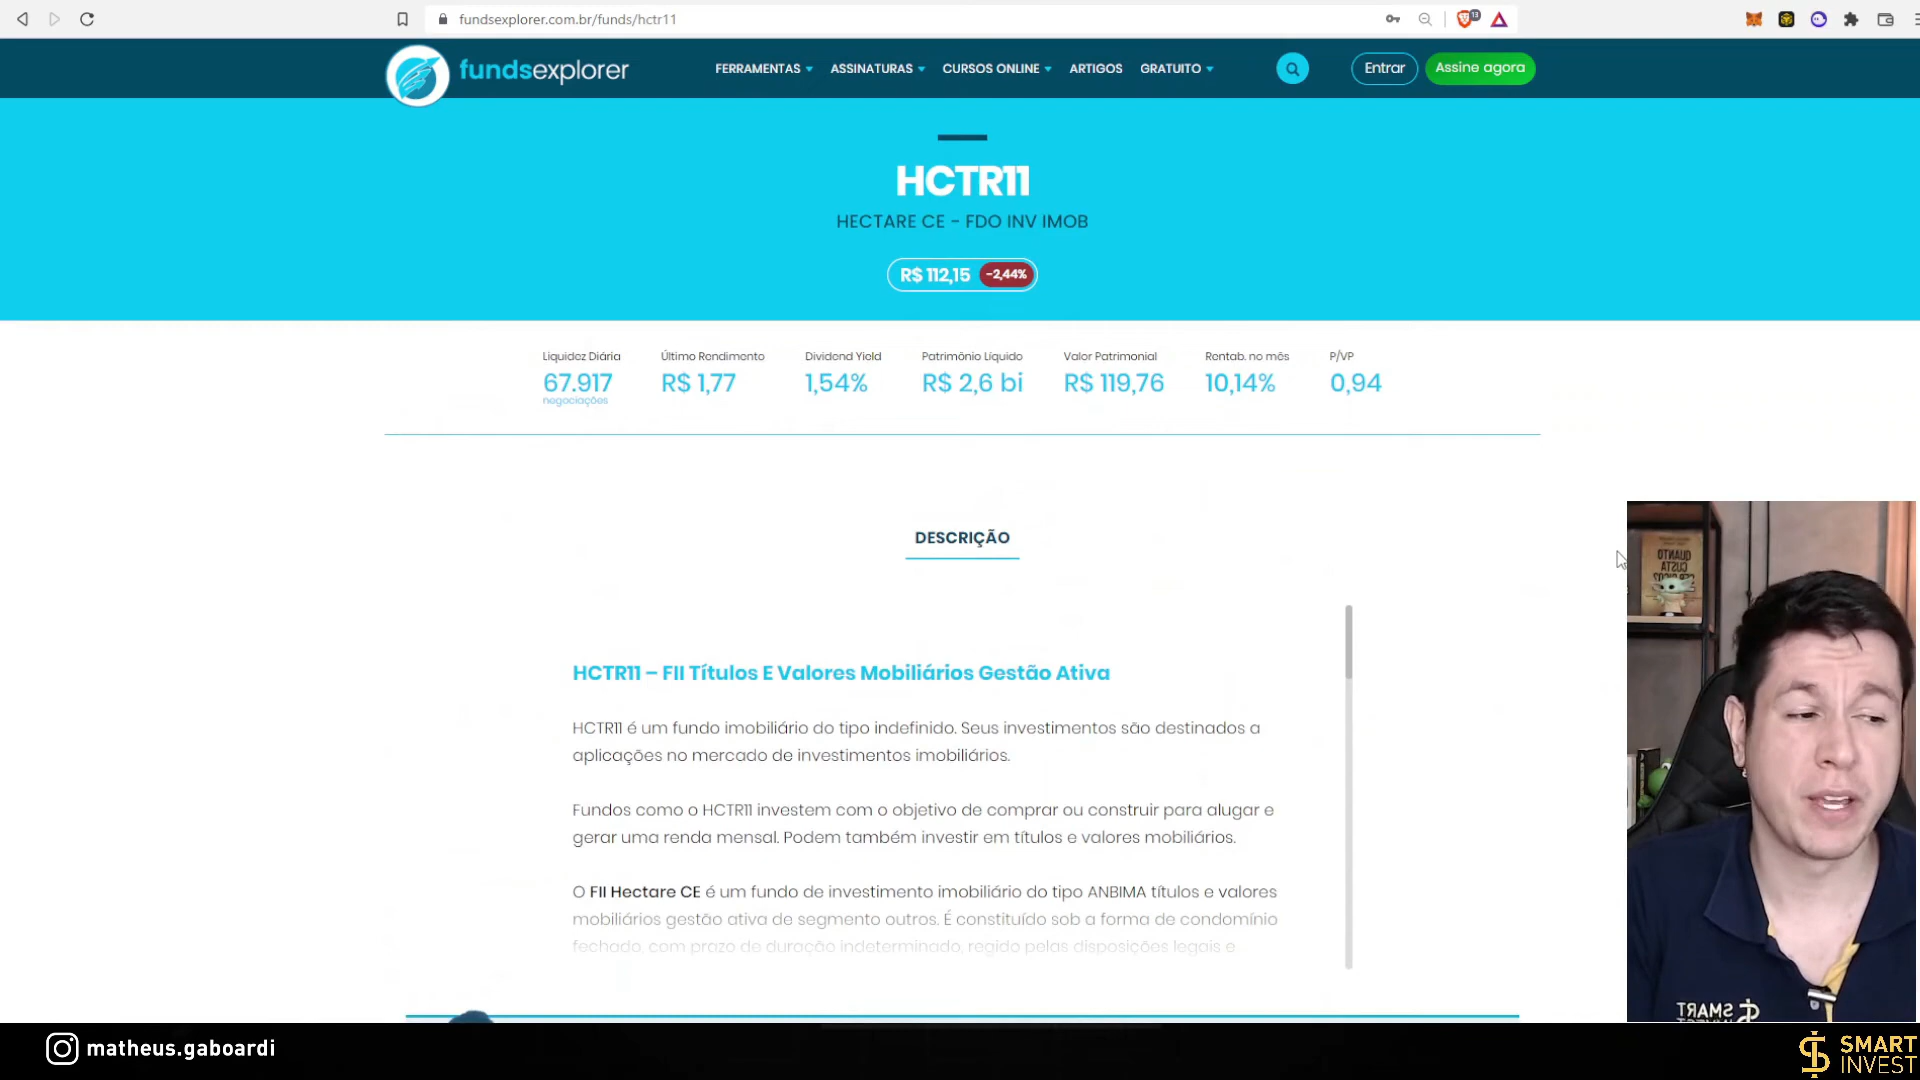 fundsexplorer.com.br/funds/hctr11
13
fundsexplorer
FERRAMENTAS
ASSINATURAS
CURSOS ONLINE
ARTIGOS
GRATUITO
Entrar
Assine agora
HCTR11
HECTARE CE - FDO INV IMOB
R$ 112,15
-2,44%
Liquidez Diária
67.917
negociações
Último Rendimento
R$ 1,77
Dividend Yield
1,54%
Patrimônio Líquido
R$ 2,6 bi
Valor Patrimonial
R$ 119,76
Rentab. no mês
10,14%
P/VP
0,94
DESCRIÇÃO
HCTR11 – FII Títulos E Valores Mobiliários Gestão Ativa
HCTR11 é um fundo imobiliário do tipo indefinido. Seus investimentos são destinados a
aplicações no mercado de investimentos imobiliários.
Fundos como o HCTR11 investem com o objetivo de comprar ou construir para alugar e
gerar uma renda mensal. Podem também investir em títulos e valores mobiliários.
O FII Hectare CE é um fundo de investimento imobiliário do tipo ANBIMA títulos e valores
mobiliários gestão ativa de segmento outros. É constituído sob a forma de condomínio
fechado, com prazo de duração indeterminado, regido pelas disposições legais e
QUANTO
CUSTA
SMART
INVEST
matheus.gaboardi
SMART
INVEST